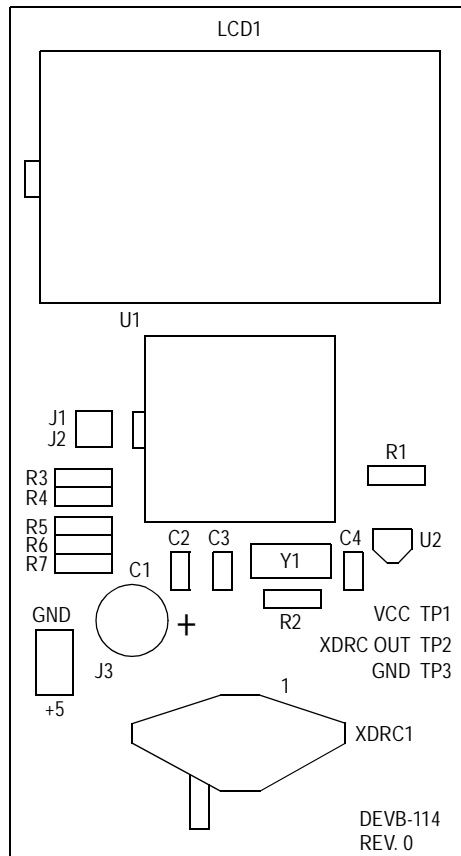 LCD1
U1
J1
J2
R1
R3
R4
R5
R6
R7
C2
C3
Y1
C4
U2
C1
+
R2
GND
J3
+5
VCC TP1
XDRC OUT TP2
GND TP3
1
XDRC1
DEVB-114
REV. 0